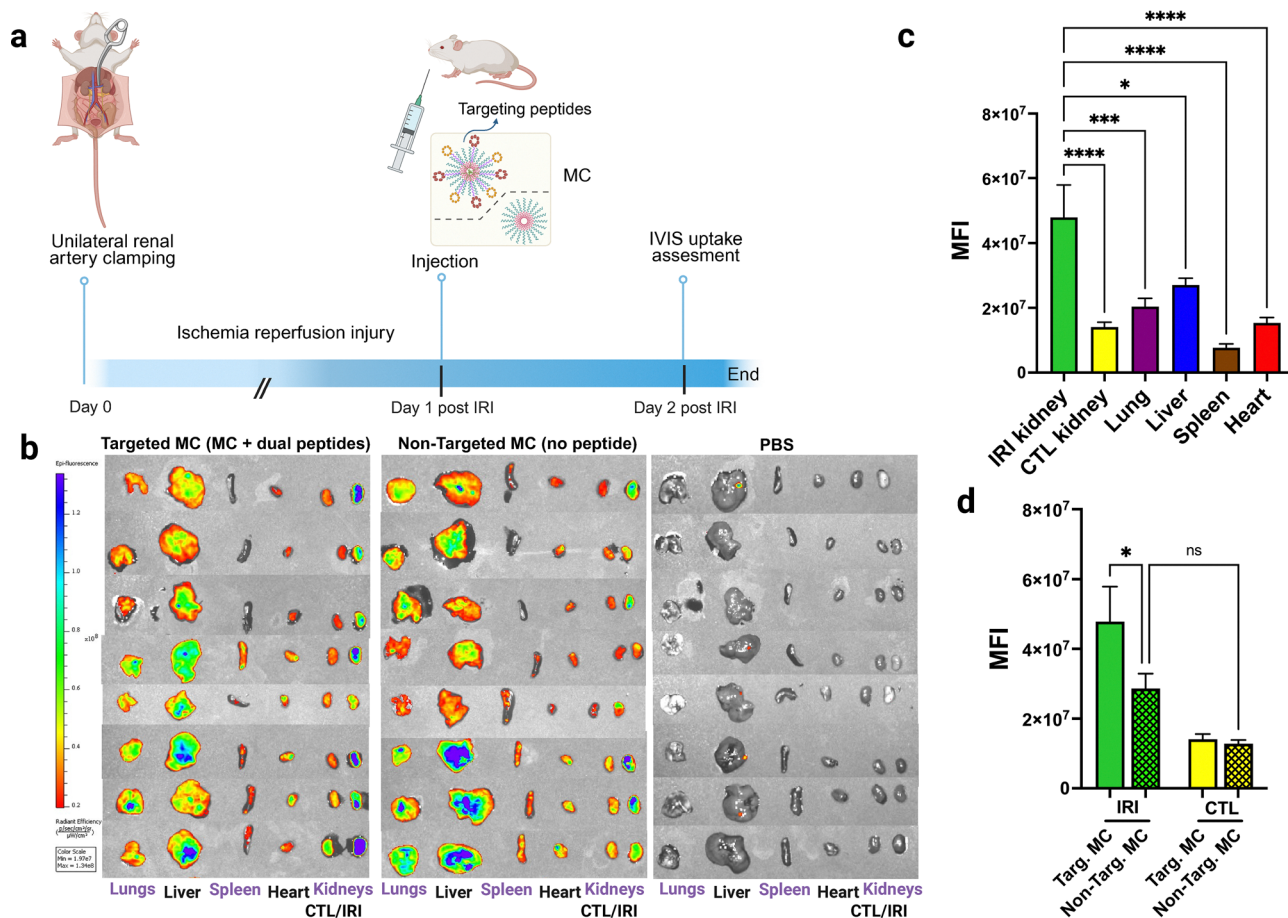 a
Targeting peptides
MC
Unilateral renal
artery clamping
Injection
IVIS uptake
assesment
Ischemia reperfusion injury
End
Day 0
//
Day 1 post IRI
Day 2 post IRI
b
Targeted MC (MC + dual peptides)
Non-Targeted MC (no peptide)
PBS
Epi-fluorescence
1.2
1.0
0.8
x10⁸
0.6
0.4
0.2
Radiant Efficiency
(p/sec/cm²/sr
µW/cm²)
Color Scale
Min = 1.97e7
Max = 1.34e8
Lungs Liver Spleen Heart Kidneys
CTL/IRI
Lungs Liver Spleen Heart Kidneys
CTL/IRI
Lungs Liver Spleen Heart Kidneys
CTL/IRI
c
****
****
*
***
****
8×10⁷
6×10⁷
4×10⁷
2×10⁷
0
MFI
IRI kidney
CTL kidney
Lung
Liver
Spleen
Heart
d
8×10⁷
6×10⁷
4×10⁷
2×10⁷
0
MFI
*
ns
IRI
CTL
Targ. MC
Non-Targ. MC
Targ. MC
Non-Targ. MC